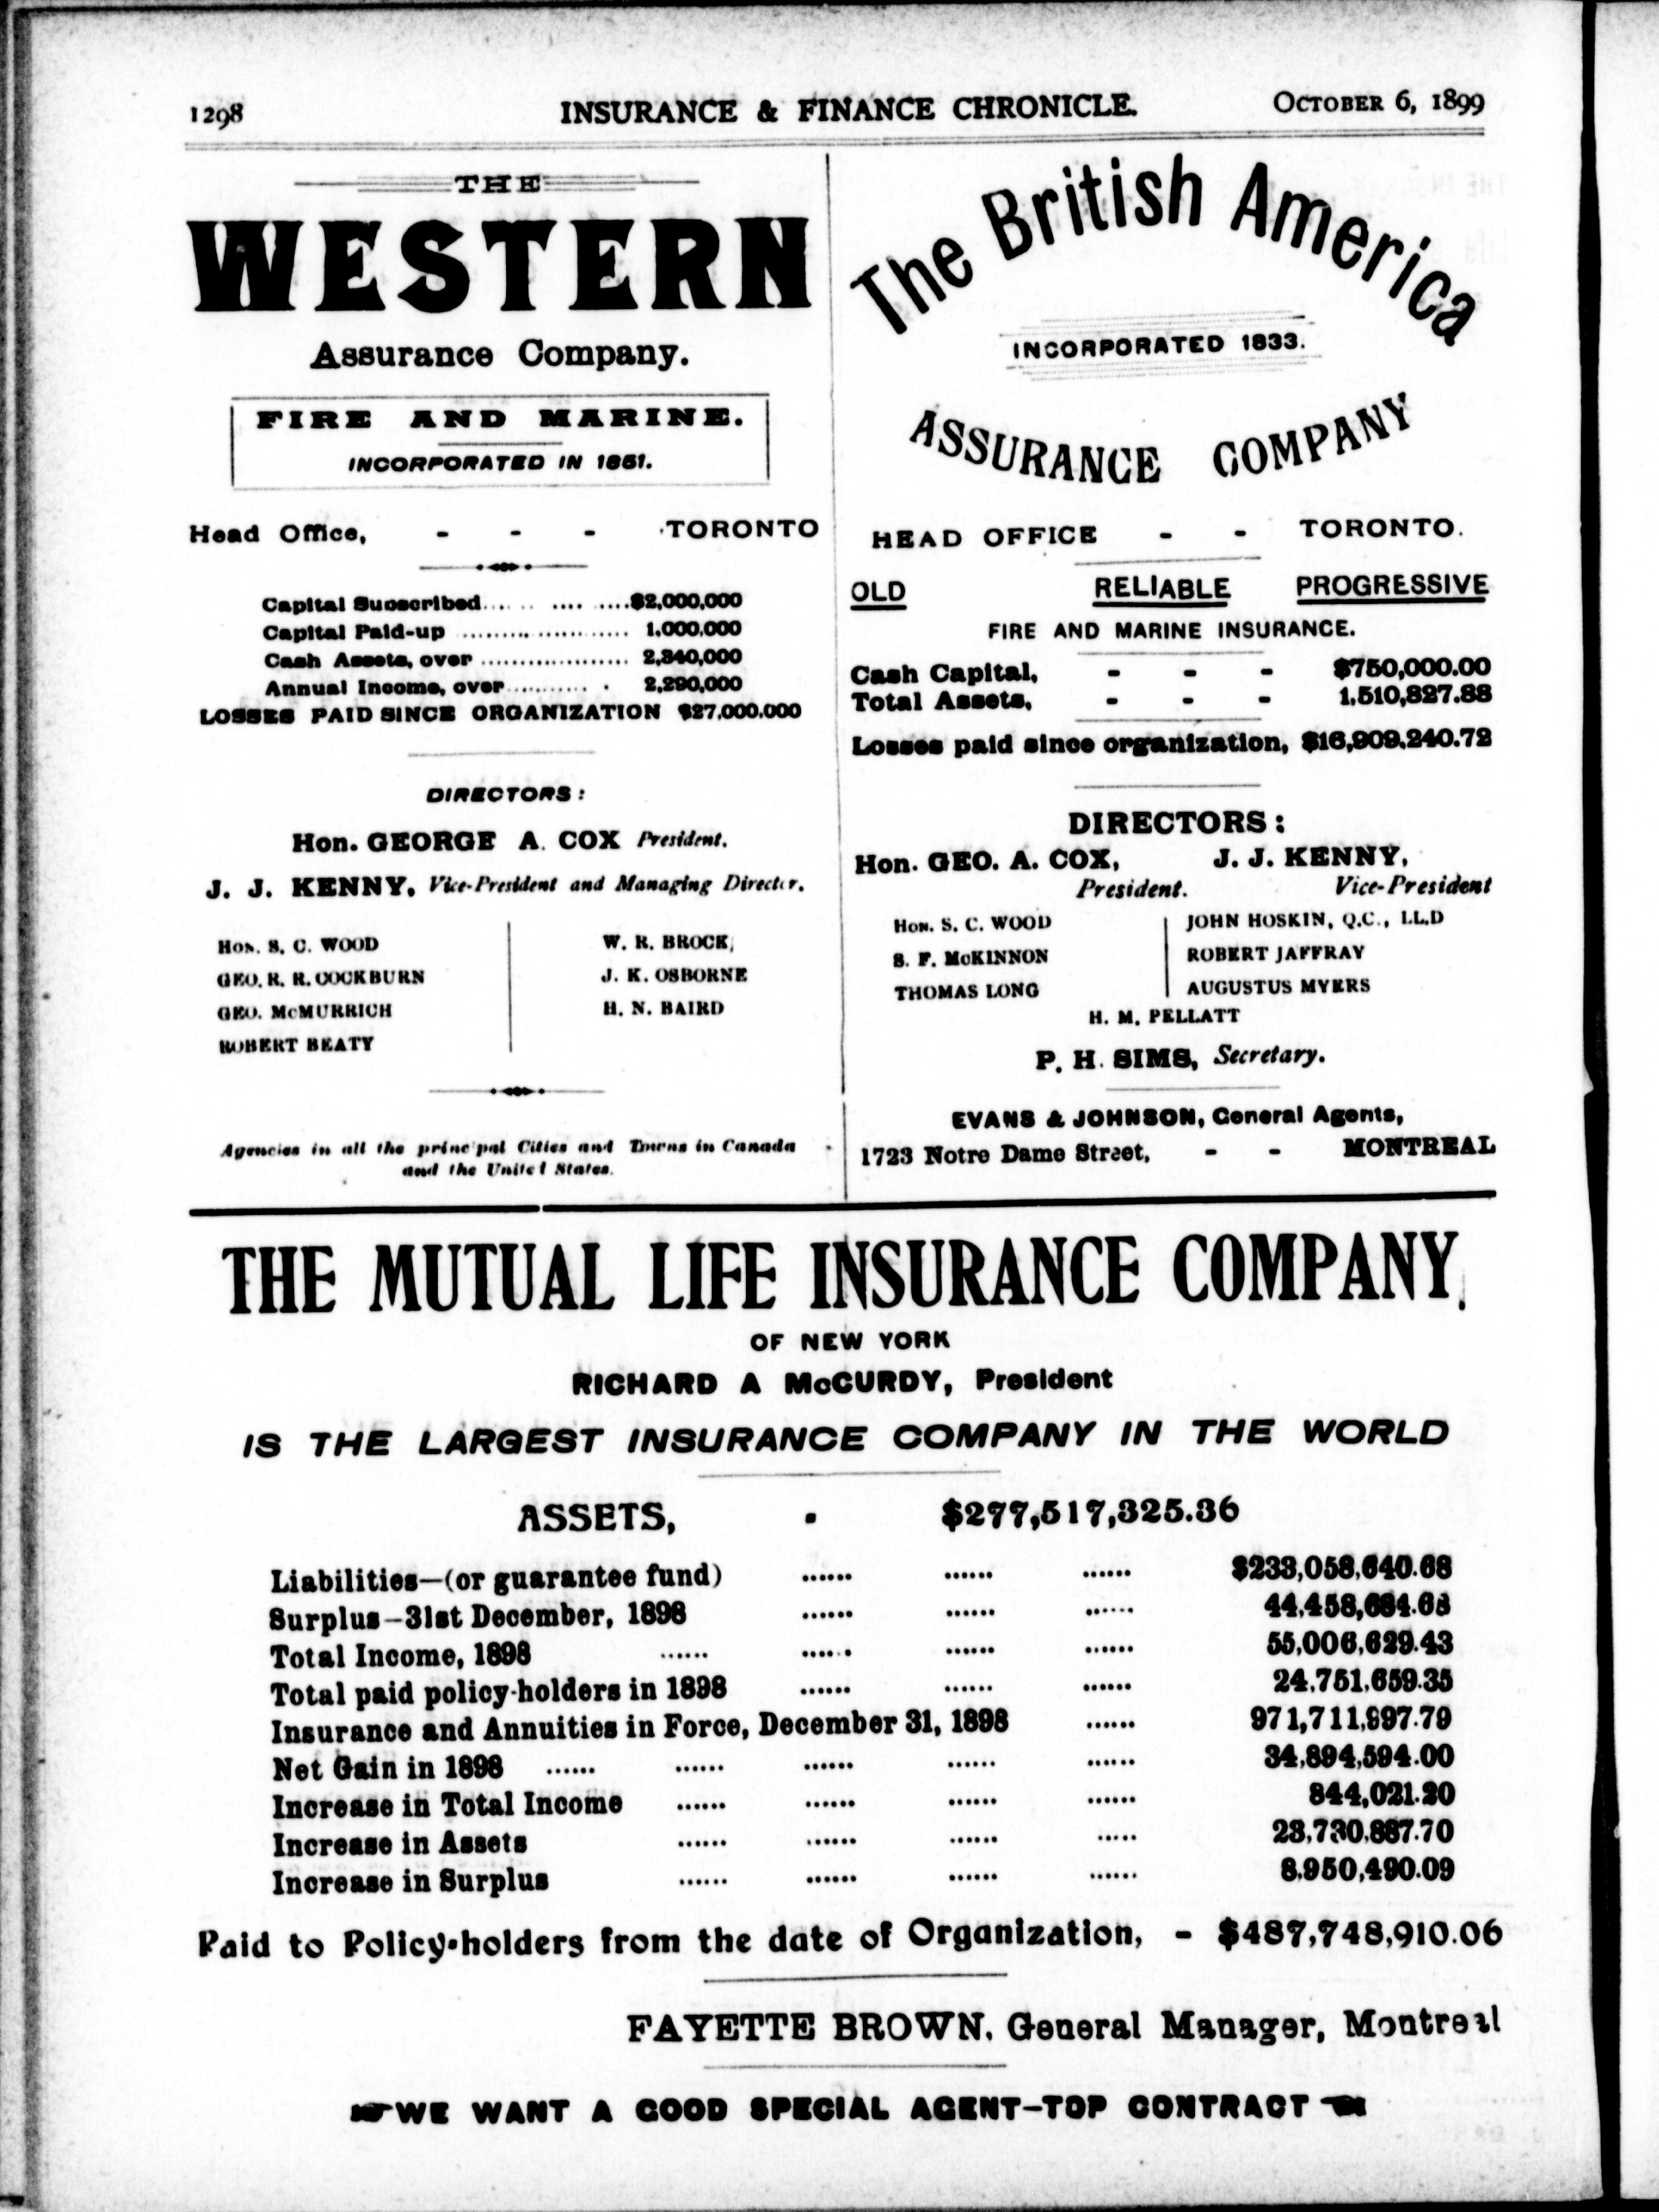 1298 INSURANCE & FINANCE CHRONICLE. OCTOBER 6, 1899
THE
WESTERN
Assurance Company.
FIRE AND MARINE.
INCORPORATED IN 1851.
Head Office, - - - TORONTO
Capital Suoscribed.......... $2,000,000
Capital Paid-up .......... 1.000.000
Cash Assets, over .......... 2,340,000
Annual Income, over .......... 2,290,000
LOSSES PAID SINCE ORGANIZATION $27.000.000
DIRECTORS:
Hon. GEORGE A. COX President.
J. J. KENNY, Vice-President and Managing Director.
HON. S. C. WOOD
GEO. R. R. COCKBURN
GEO. McMURRICH
ROBERT BEATY
W. R. BROCK,
J. K. OSBORNE
H. N. BAIRD
Agencies in all the principal Cities and Towns in Canada
and the United States.
The British America
INCORPORATED 1833.
ASSURANCE COMPANY
HEAD OFFICE - - TORONTO.
OLD RELIABLE PROGRESSIVE
FIRE AND MARINE INSURANCE.
Cash Capital, - - - $750,000.00
Total Assets, - - - 1,510,827.88
Losses paid since organization, $16,909.240.72
DIRECTORS:
Hon. GEO. A. COX, J. J. KENNY,
President. Vice-President
HON. S. C. WOOD
S. F. McKINNON
THOMAS LONG
JOHN HOSKIN, Q.C., LL.D
ROBERT JAFFRAY
AUGUSTUS MYERS
H. M. PELLATT
P. H. SIMS, Secretary.
EVANS & JOHNSON, General Agents,
1723 Notre Dame Street, - - MONTREAL
THE MUTUAL LIFE INSURANCE COMPANY,
OF NEW YORK
RICHARD A McCURDY, President
IS THE LARGEST INSURANCE COMPANY IN THE WORLD
ASSETS, - $277,517,325.36
Liabilities—(or guarantee fund) ...... ...... ...... $233,058,640.68
Surplus—31st December, 1898 ...... ...... ...... 44,458,684.68
Total Income, 1898 ...... ...... ...... ...... 55,006,629.43
Total paid policy-holders in 1898 ...... ...... ...... 24,751,659.35
Insurance and Annuities in Force, December 31, 1898 ...... 971,711,997.79
Net Gain in 1898 ...... ...... ...... ...... ...... 34,894,594.00
Increase in Total Income ...... ...... ...... ...... 844,021.20
Increase in Assets ...... ...... ...... ..... 23,730,887.70
Increase in Surplus ...... ...... ...... ...... 8,950,490.09
Paid to Policy-holders from the date of Organization, - $487,748,910.06
FAYETTE BROWN, General Manager, Montreal
WE WANT A GOOD SPECIAL AGENT-TOP CONTRACT